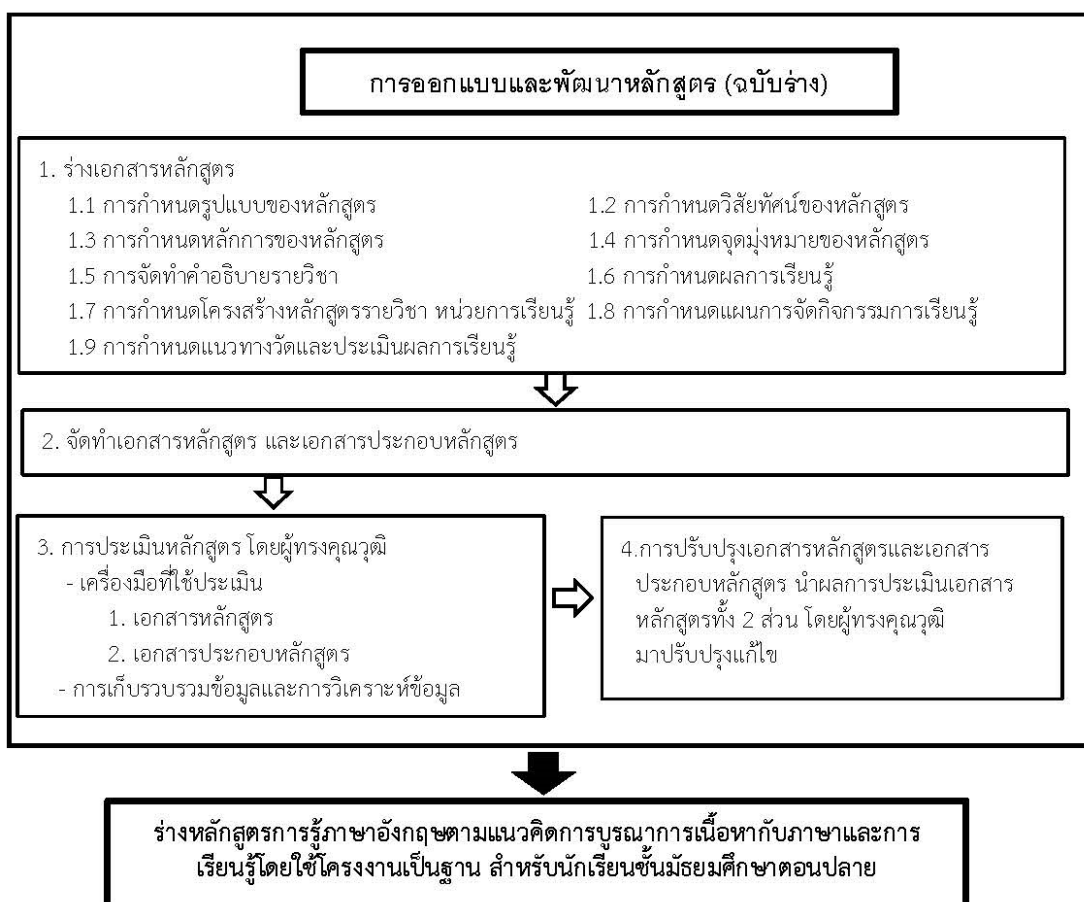 การออกแบบและพัฒนาหลักสูตร (ฉบับร่าง)
1. ร่างเอกสารหลักสูตร
1.1 การกำหนดรูปแบบของหลักสูตร 1.2 การกำหนดวิสัยทัศน์ของหลักสูตร
1.3 การกำหนดหลักการของหลักสูตร 1.4 การกำหนดจุดมุ่งหมายของหลักสูตร
1.5 การจัดทำคำอธิบายรายวิชา 1.6 การกำหนดผลการเรียนรู้
1.7 การกำหนดโครงสร้างหลักสูตรรายวิชา หน่วยการเรียนรู้ 1.8 การกำหนดแผนการจัดกิจกรรมการเรียนรู้
1.9 การกำหนดแนวทางวัดและประเมินผลการเรียนรู้
2. จัดทำเอกสารหลักสูตร และเอกสารประกอบหลักสูตร
3. การประเมินหลักสูตร โดยผู้ทรงคุณวุฒิ
- เครื่องมือที่ใช้ประเมิน
1. เอกสารหลักสูตร
2. เอกสารประกอบหลักสูตร
- การเก็บรวบรวมข้อมูลและการวิเคราะห์ข้อมูล
4.การปรับปรุงเอกสารหลักสูตรและเอกสาร
ประกอบหลักสูตร นำผลการประเมินเอกสาร
หลักสูตรทั้ง 2 ส่วน โดยผู้ทรงคุณวุฒิ
มาปรับปรุงแก้ไข
ร่างหลักสูตรการรู้ภาษาอังกฤษตามแนวคิดการบูรณาการเนื้อหากับภาษาและการ
เรียนรู้โดยใช้โครงงานเป็นฐาน สำหรับนักเรียนชั้นมัธยมศึกษาตอนปลาย